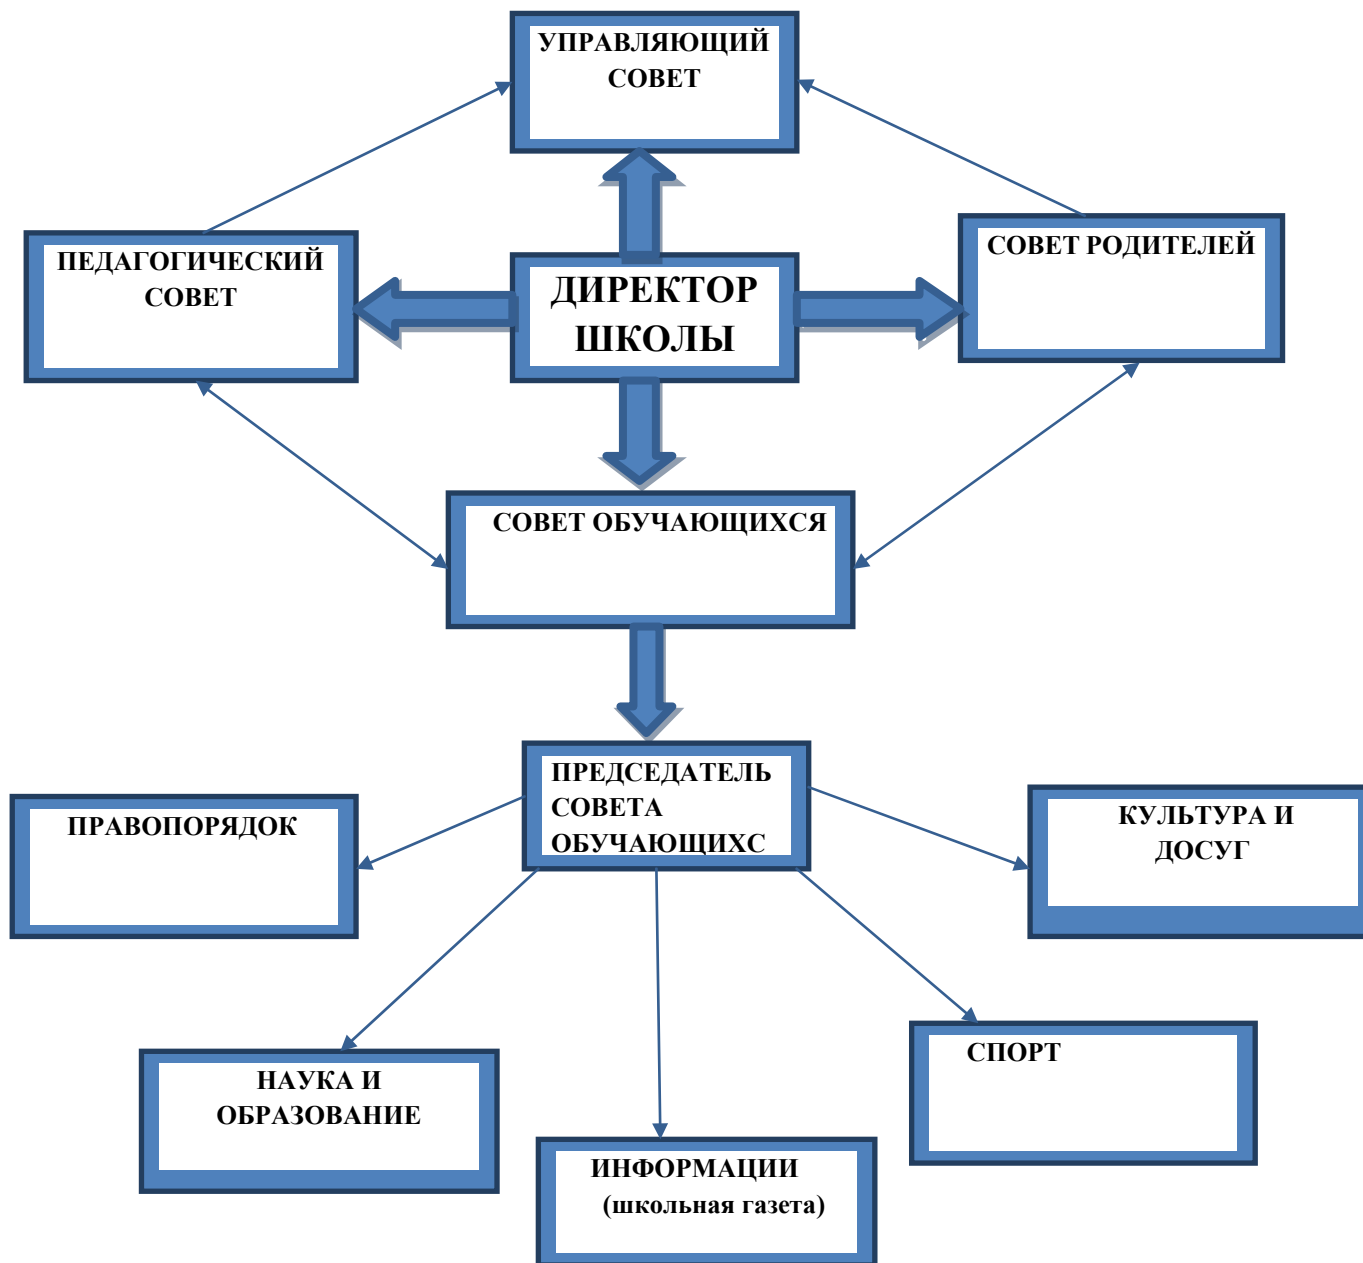 УПРАВЛЯЮЩИЙ
СОВЕТ
ПЕДАГОГИЧЕСКИЙ
СОВЕТ
ДИРЕКТОР
ШКОЛЫ
СОВЕТ РОДИТЕЛЕЙ
СОВЕТ ОБУЧАЮЩИХСЯ
ПРЕДСЕДАТЕЛЬ
СОВЕТА
ОБУЧАЮЩИХС
ПРАВОПОРЯДОК
КУЛЬТУРА И
ДОСУГ
НАУКА И
ОБРАЗОВАНИЕ
ИНФОРМАЦИИ
(школьная газета)
СПОРТ